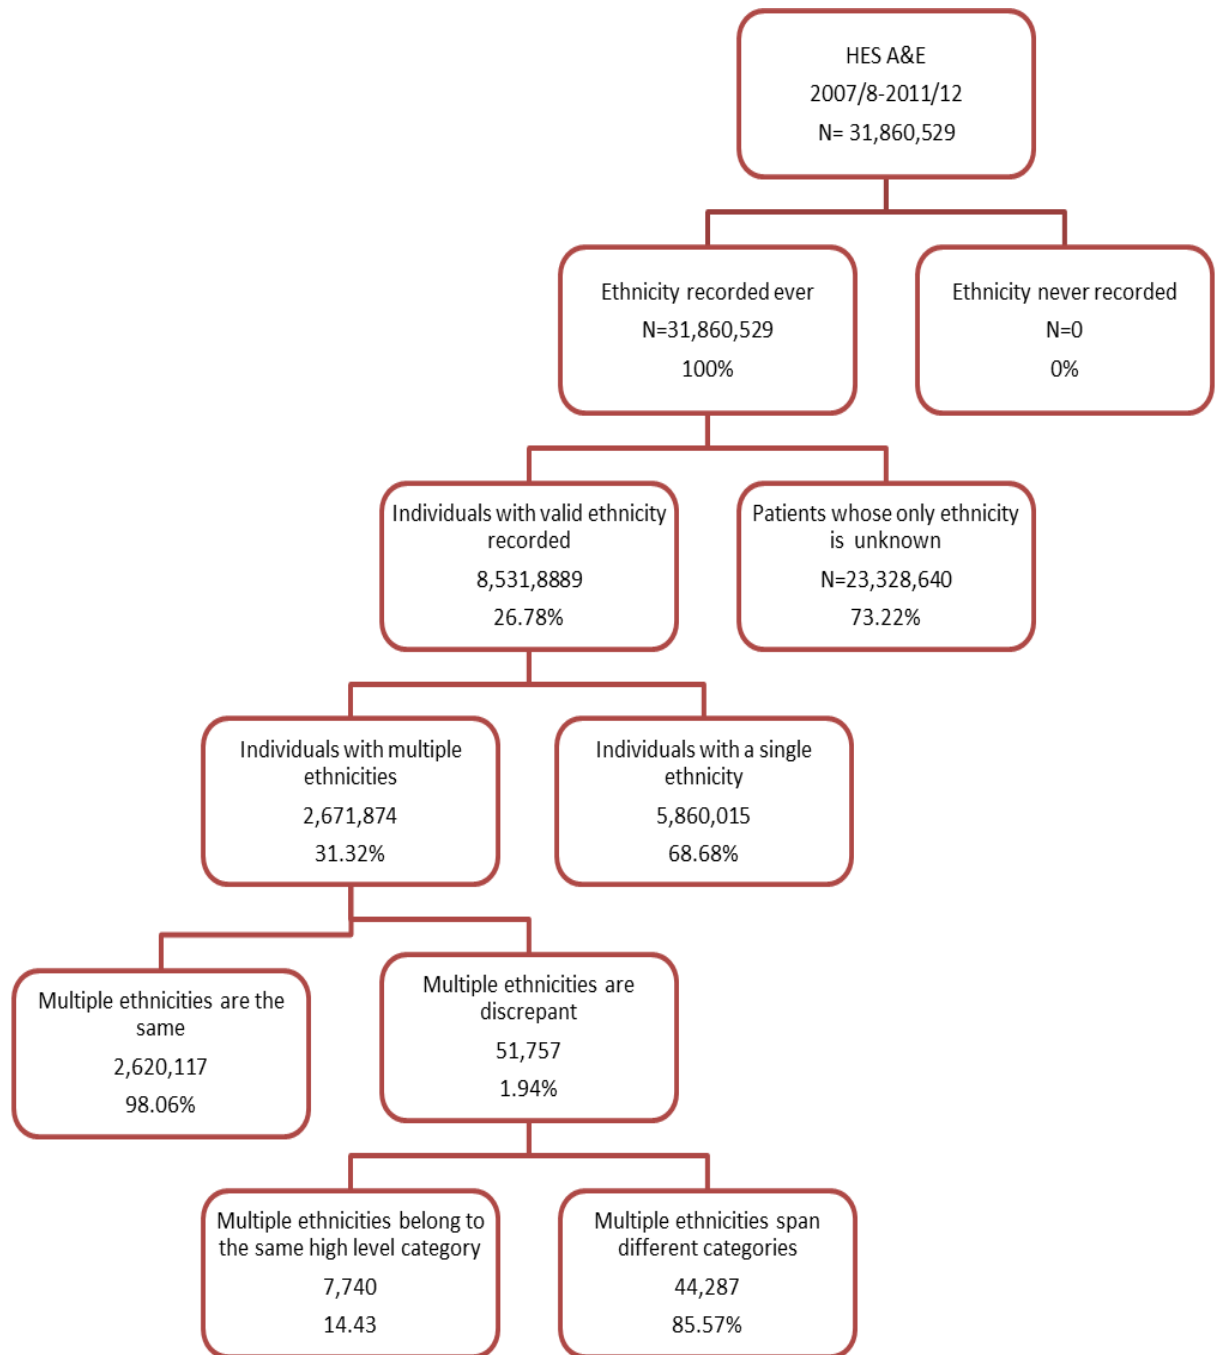 HES A&E
2007/8-2011/12
N= 31,860,529
Ethnicity recorded ever
N=31,860,529
100%
Ethnicity never recorded
N=0
0%
Individuals with valid ethnicity
recorded
8,531,8889
26.78%
Patients whose only ethnicity
is unknown
N=23,328,640
73.22%
Individuals with multiple
ethnicities
2,671,874
31.32%
Individuals with a single
ethnicity
5,860,015
68.68%
Multiple ethnicities are the
same
2,620,117
98.06%
Multiple ethnicities are
discrepant
51,757
1.94%
Multiple ethnicities belong to
the same high level category
7,740
14.43
Multiple ethnicities span
different categories
44,287
85.57%